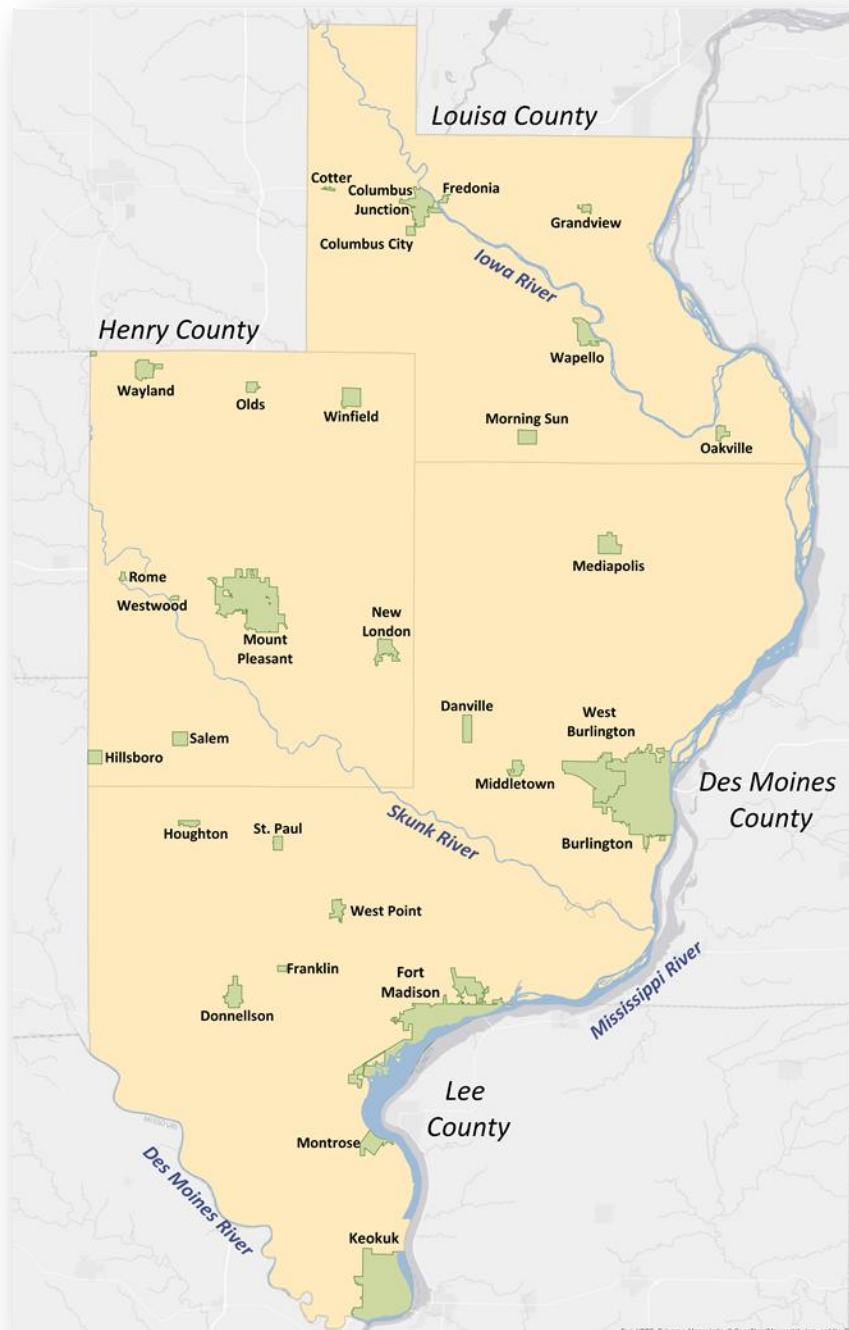 Louisa County
Cotter
Columbus
Junction
Fredonia
Grandview
Columbus City
Iowa River
Henry County
Wapello
Wayland
Olds
Winfield
Morning Sun
Oakville
Mediapolis
Rome
Westwood
Mount
Pleasant
New
London
Danville
West
Burlington
Salem
Hillsboro
Middletown
Des Moines
County
Skunk River
Houghton
St. Paul
Burlington
West Point
Franklin
Fort
Madison
Donnellson
Mississippi River
Lee
County
MISSOURI
Montrose
Des Moines River
Keokuk